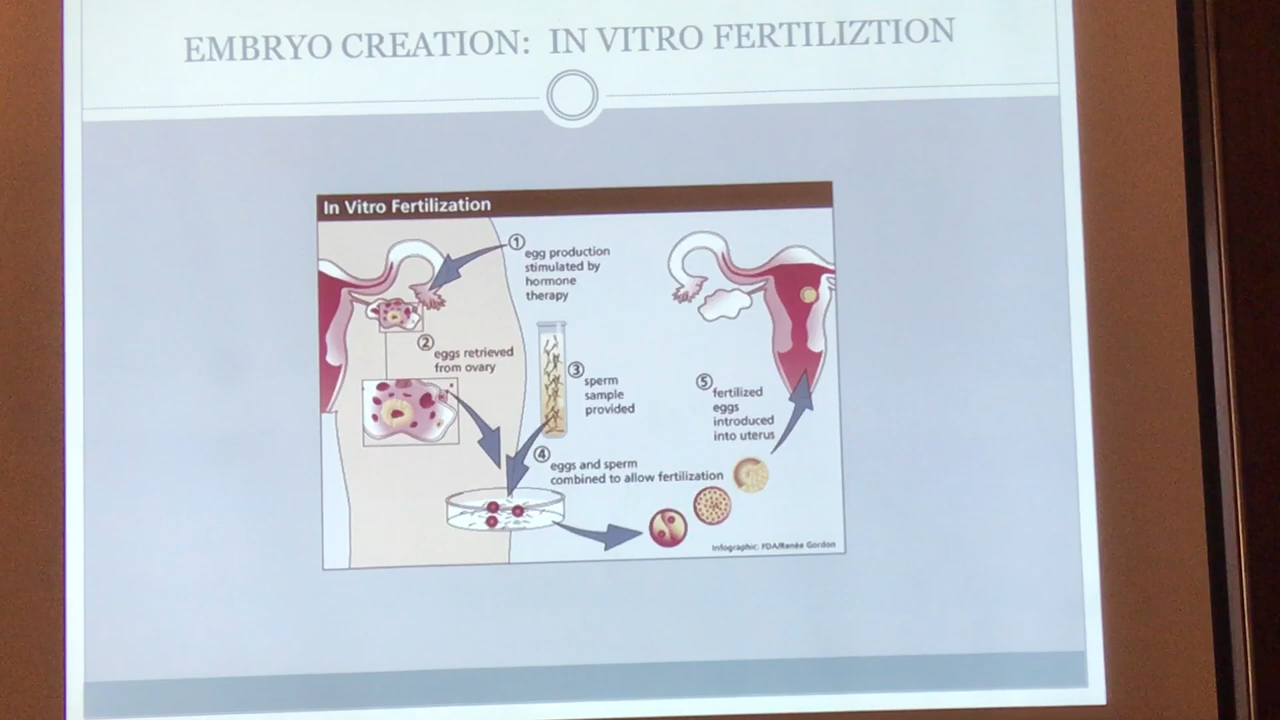 EMBRYO CREATION: IN VITRO FERTILIZTION
In Vitro Fertilization
1
egg production
stimulated by
hormone
therapy
2
eggs retrieved
from ovary
3
sperm
sample
provided
4
eggs and sperm
combined to allow fertilization
5
fertilized
eggs
introduced
into uterus
Infographic: FDA/Renée Gordon